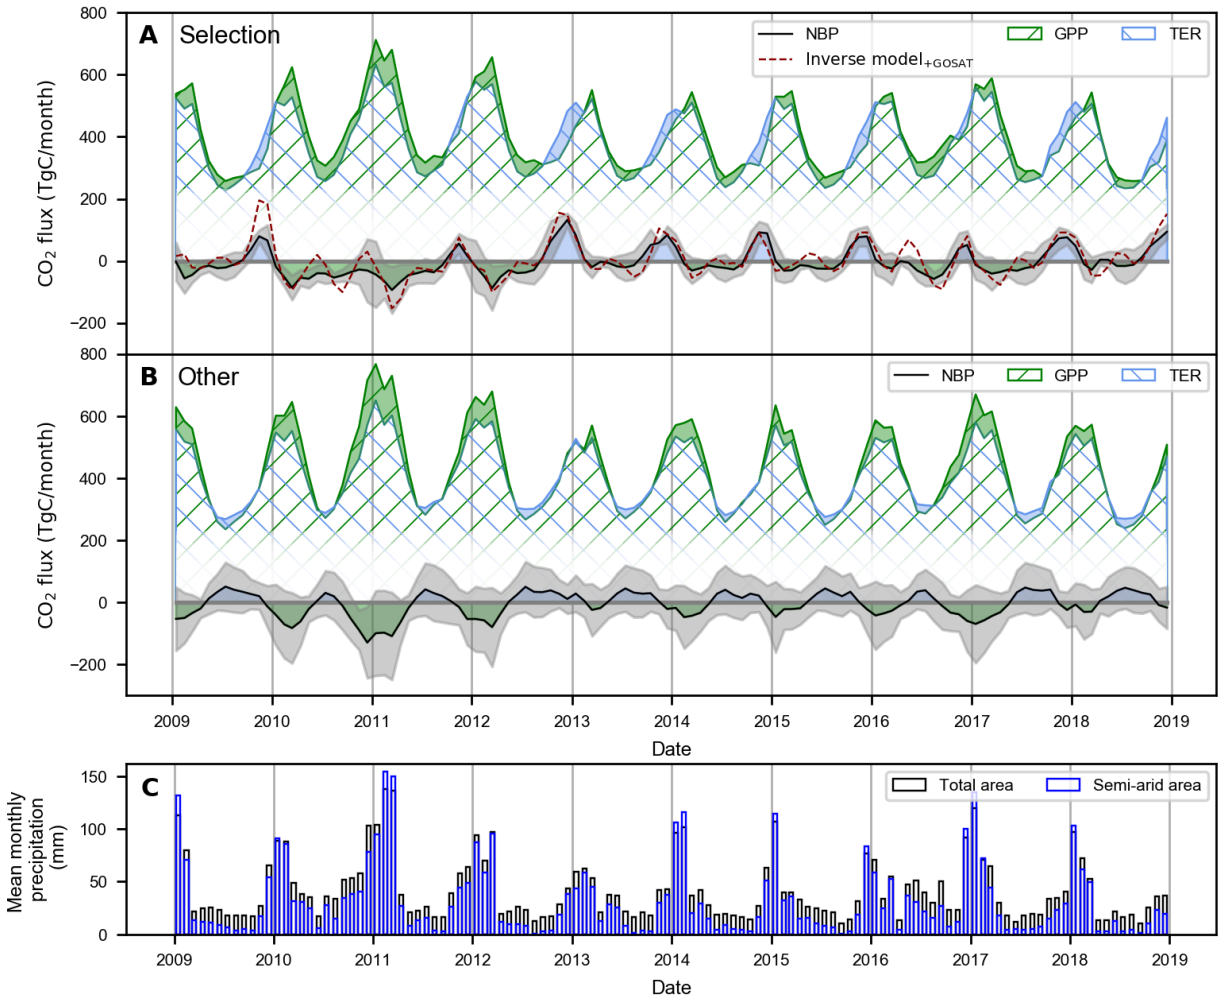 A Selection
NBP
GPP
TER
Inverse model+GOSAT
CO2 flux (TgC/month)
800
600
400
200
0
−200
B Other
NBP
GPP
TER
CO2 flux (TgC/month)
800
600
400
200
0
−200
2009 2010 2011 2012 2013 2014 2015 2016 2017 2018 2019
Date
C
Total area
Semi-arid area
Mean monthly
precipitation
(mm)
150
100
50
0
2009 2010 2011 2012 2013 2014 2015 2016 2017 2018 2019
Date